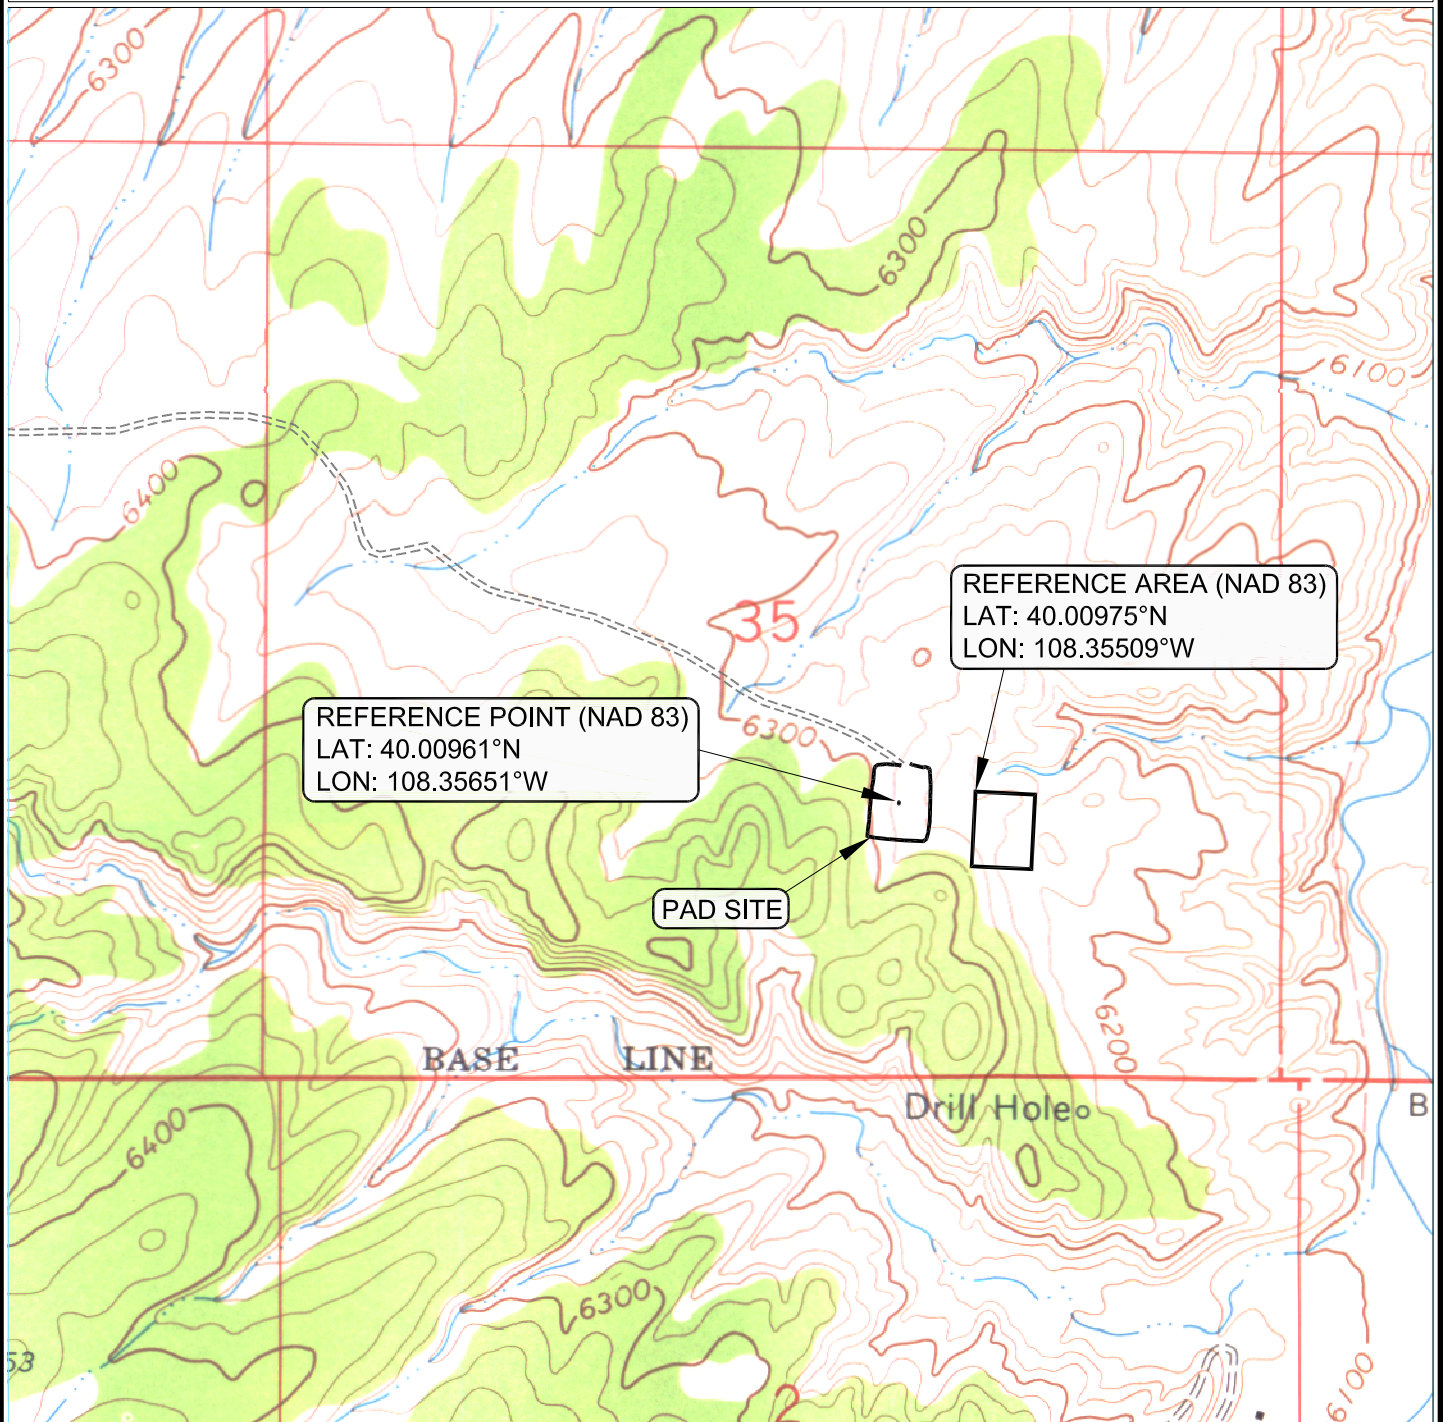 6300
6300
6100
6400
35
REFERENCE AREA (NAD 83)
LAT: 40.00975°N
LON: 108.35509°W
REFERENCE POINT (NAD 83)
LAT: 40.00961°N
LON: 108.35651°W
6300
PAD SITE
6200
BASE LINE
Drill Hole
B
6400
6300
53
6100
2